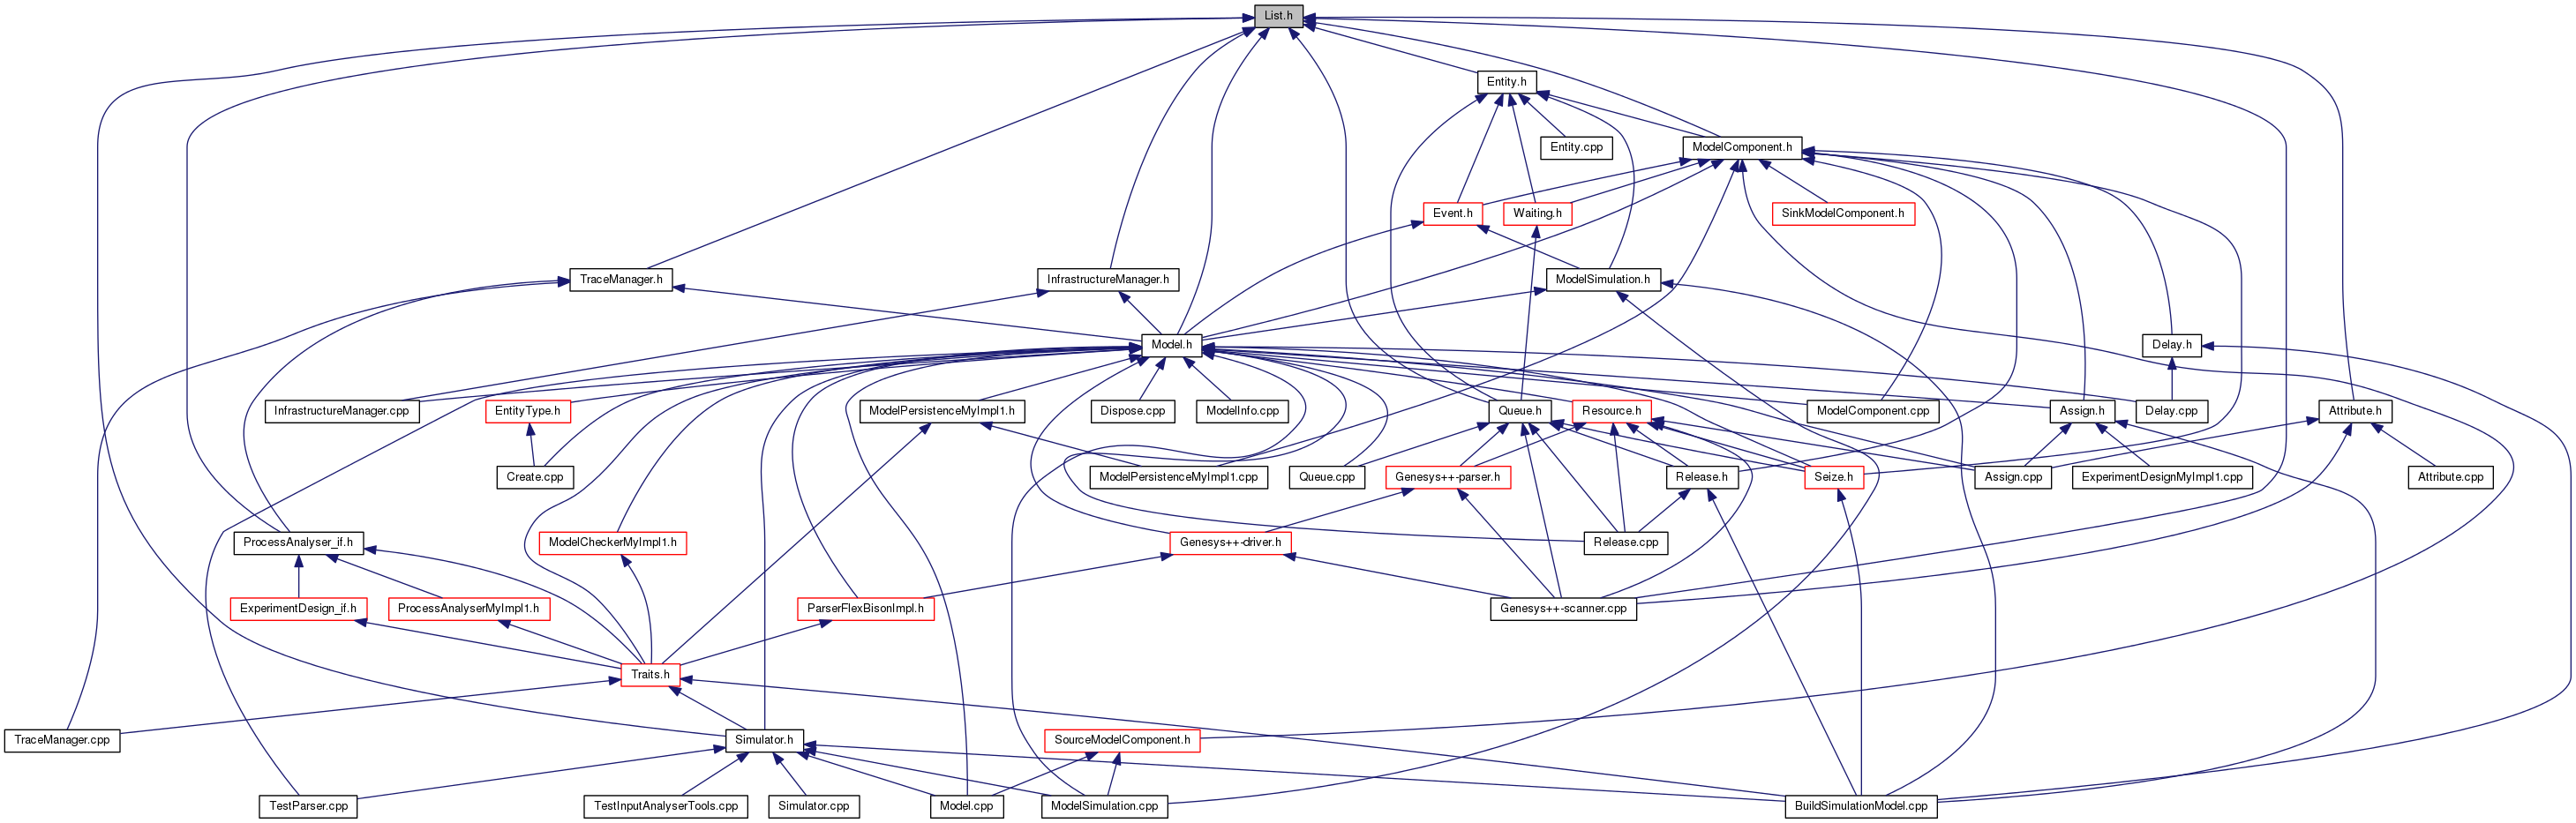 List.h
Entity.h
Entity.cpp
ModelComponent.h
Event.h
Waiting.h
SinkModelComponent.h
TraceManager.h
InfrastructureManager.h
ModelSimulation.h
Model.h
Delay.h
InfrastructureManager.cpp
EntityType.h
ModelPersistenceMyImpl1.h
Dispose.cpp
ModelInfo.cpp
Queue.h
Resource.h
ModelComponent.cpp
Assign.h
Delay.cpp
Attribute.h
Create.cpp
ModelPersistenceMyImpl1.cpp
Queue.cpp
Genesys++-parser.h
Release.h
Seize.h
Assign.cpp
ExperimentDesignMyImpl1.cpp
Attribute.cpp
ProcessAnalyser_if.h
ModelCheckerMyImpl1.h
Genesys++-driver.h
Release.cpp
ExperimentDesign_if.h
ProcessAnalyserMyImpl1.h
ParserFlexBisonImpl.h
Genesys++-scanner.cpp
Traits.h
TraceManager.cpp
Simulator.h
SourceModelComponent.h
TestParser.cpp
TestInputAnalyserTools.cpp
Simulator.cpp
Model.cpp
ModelSimulation.cpp
BuildSimulationModel.cpp